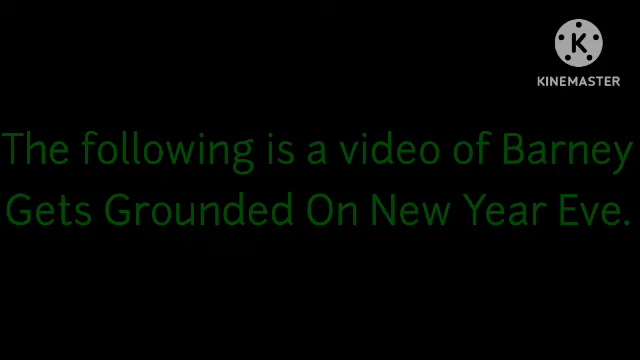 K
KINEMASTER
The following is a video of Barney
Gets Grounded On New Year Eve.